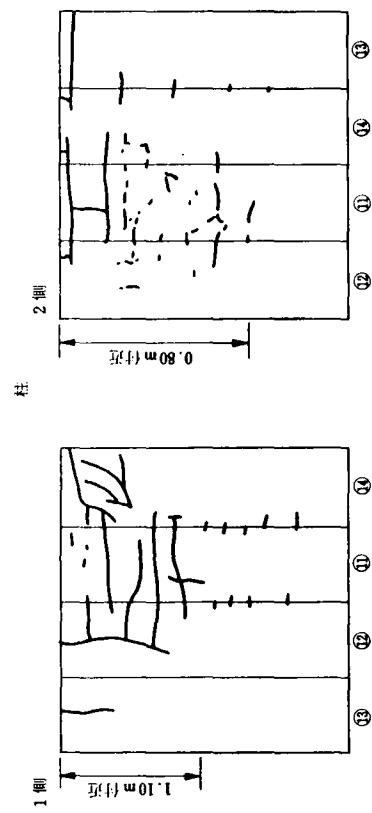 柱
1 側
1.10m 付近
⑬ ⑫ ⑪ ⑭
2 側
0.80m 付近
⑫ ⑪ ⑭ ⑬